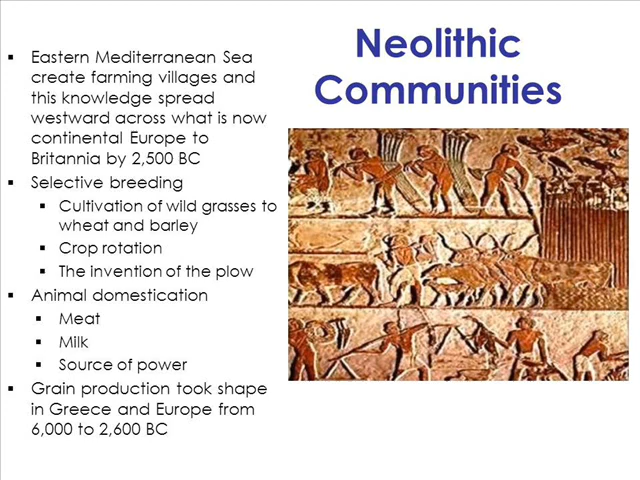 Neolithic
Communities
▪ Eastern Mediterranean Sea
create farming villages and
this knowledge spread
westward across what is now
continental Europe to
Britannia by 2,500 BC
▪ Selective breeding
▪ Cultivation of wild grasses to
wheat and barley
▪ Crop rotation
▪ The invention of the plow
▪ Animal domestication
▪ Meat
▪ Milk
▪ Source of power
▪ Grain production took shape
in Greece and Europe from
6,000 to 2,600 BC